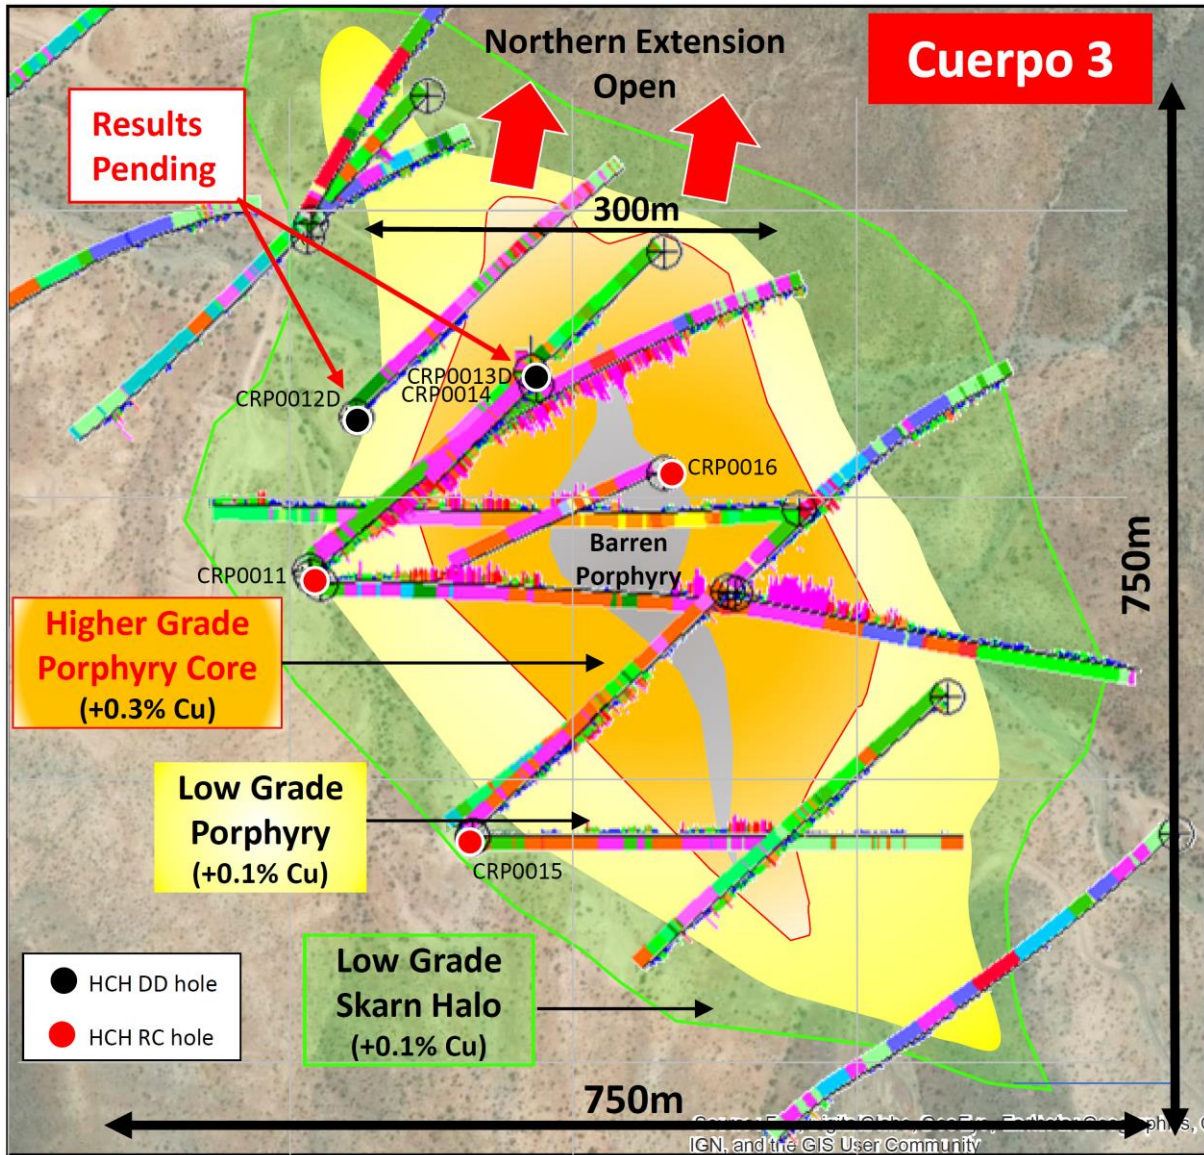 Northern Extension
Open
Cuerpo 3
Results
Pending
300m
CRP0012D
CRP0013D
CRP0014
CRP0016
Barren
Porphyry
CRP0011
750m
Higher Grade
Porphyry Core
(+0.3% Cu)
Low Grade
Porphyry
(+0.1% Cu)
CRP0015
Low Grade
Skarn Halo
(+0.1% Cu)
HCH DD hole
HCH RC hole
750m
IGN, and the GIS User Community